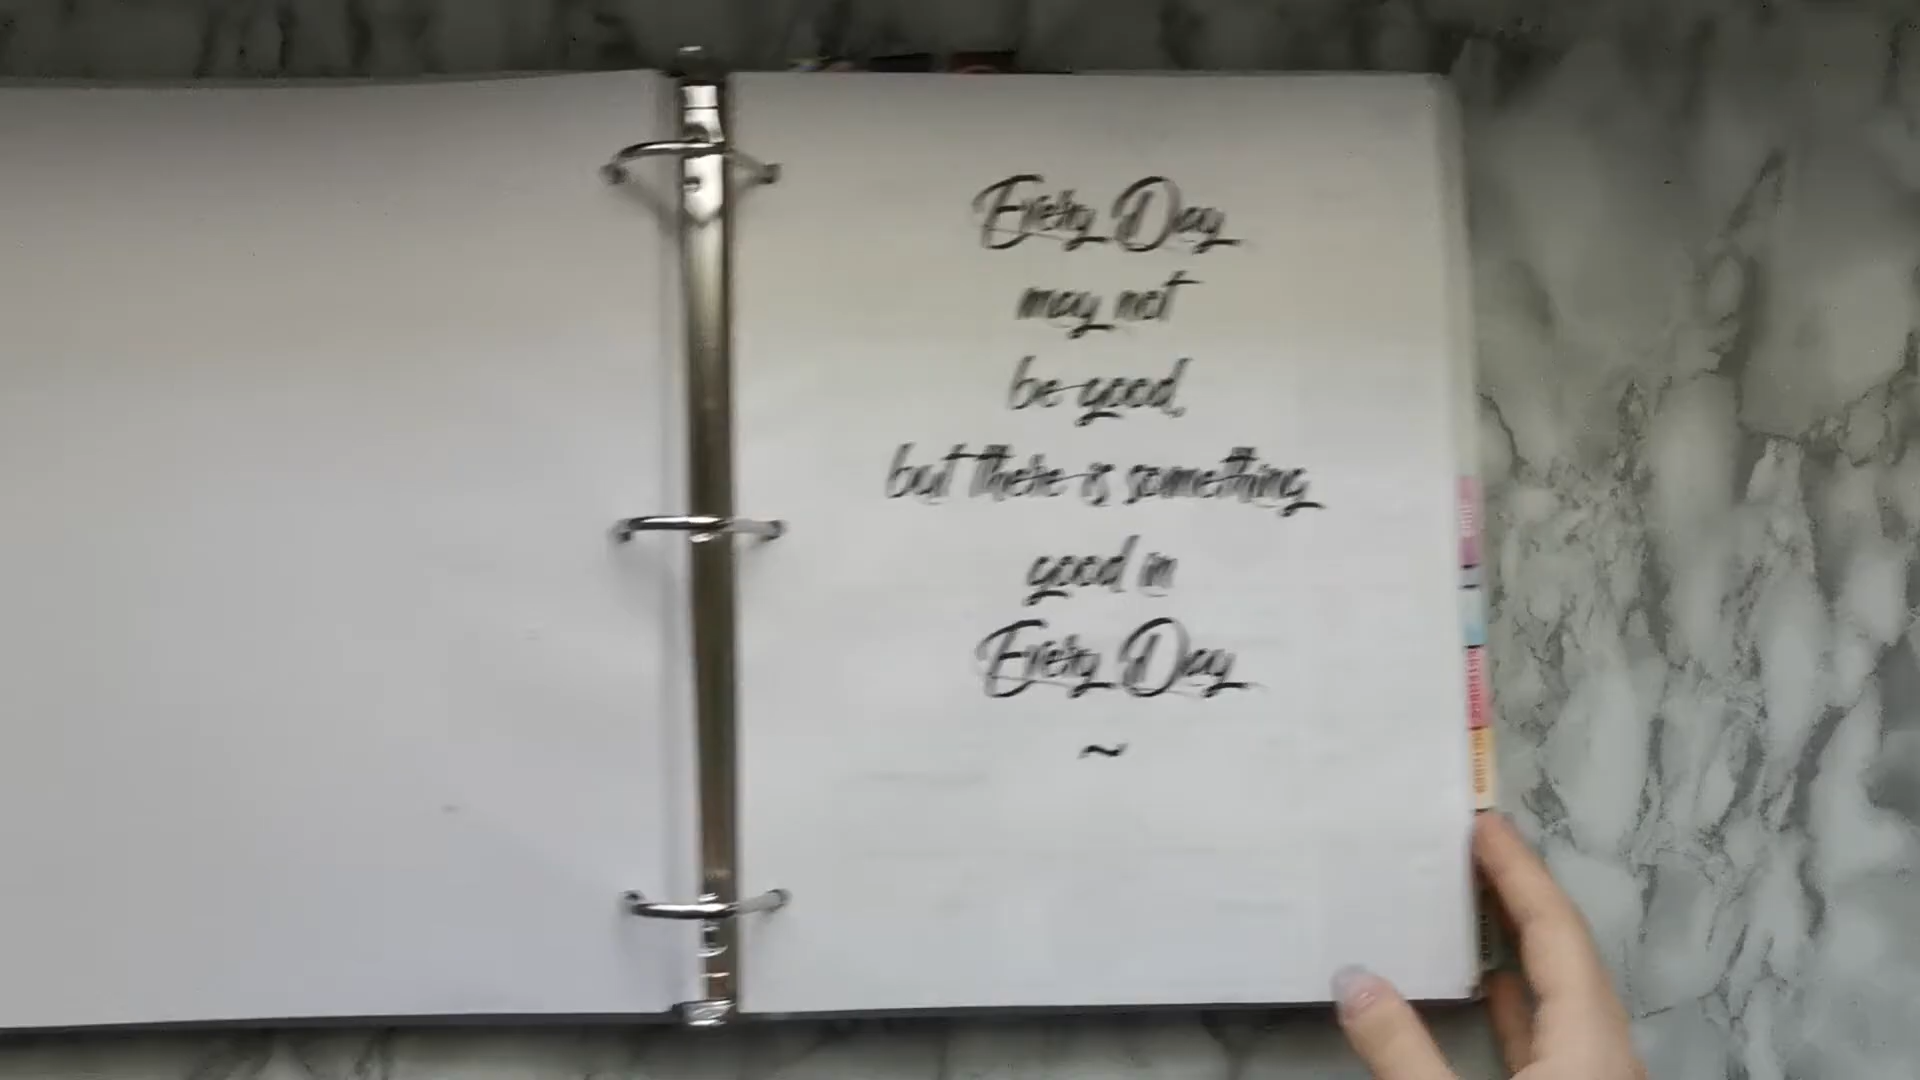 Every Day
may not
be good,
but there is something
good in
Every Day
~